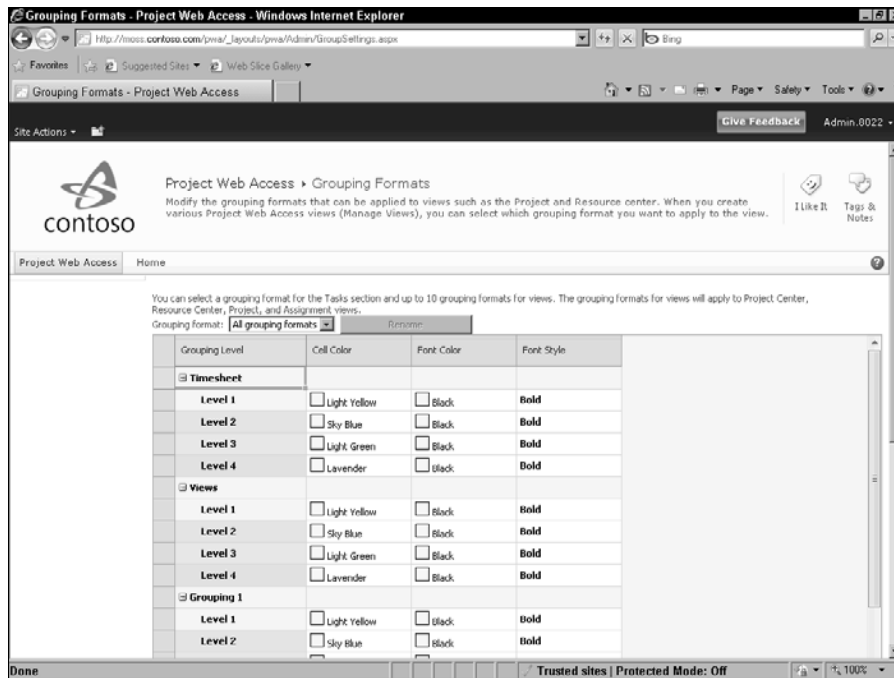 Grouping Formats - Project Web Access - Windows Internet Explorer
http://moss.contoso.com/pwa/_layouts/pwa/Admin/GroupSettings.aspx
Bing
Favorites Suggested Sites Web Slice Gallery
Grouping Formats - Project Web Access
Page Safety Tools
Site Actions
Give Feedback
Admin.8022
contoso
Project Web Access Grouping Formats
Modify the grouping formats that can be applied to views such as the Project and Resource center. When you create
various Project Web Access views (Manage Views), you can select which grouping format you want to apply to the view.
I Like It
Tags &
Notes
Project Web Access Home
You can select a grouping format for the Tasks section and up to 10 grouping formats for views. The grouping formats for views will apply to Project Center,
Resource Center, Project, and Assignment views.
Grouping format: All grouping formats Rename
Grouping Level Cell Color Font Color Font Style
Timesheet
Level 1 Light Yellow Black Bold
Level 2 Sky Blue Black Bold
Level 3 Light Green Black Bold
Level 4 Lavender Black Bold
Views
Level 1 Light Yellow Black Bold
Level 2 Sky Blue Black Bold
Level 3 Light Green Black Bold
Level 4 Lavender Black Bold
Grouping 1
Level 1 Light Yellow Black Bold
Level 2 Sky Blue Black Bold
Done
Trusted sites | Protected Mode: Off
100%